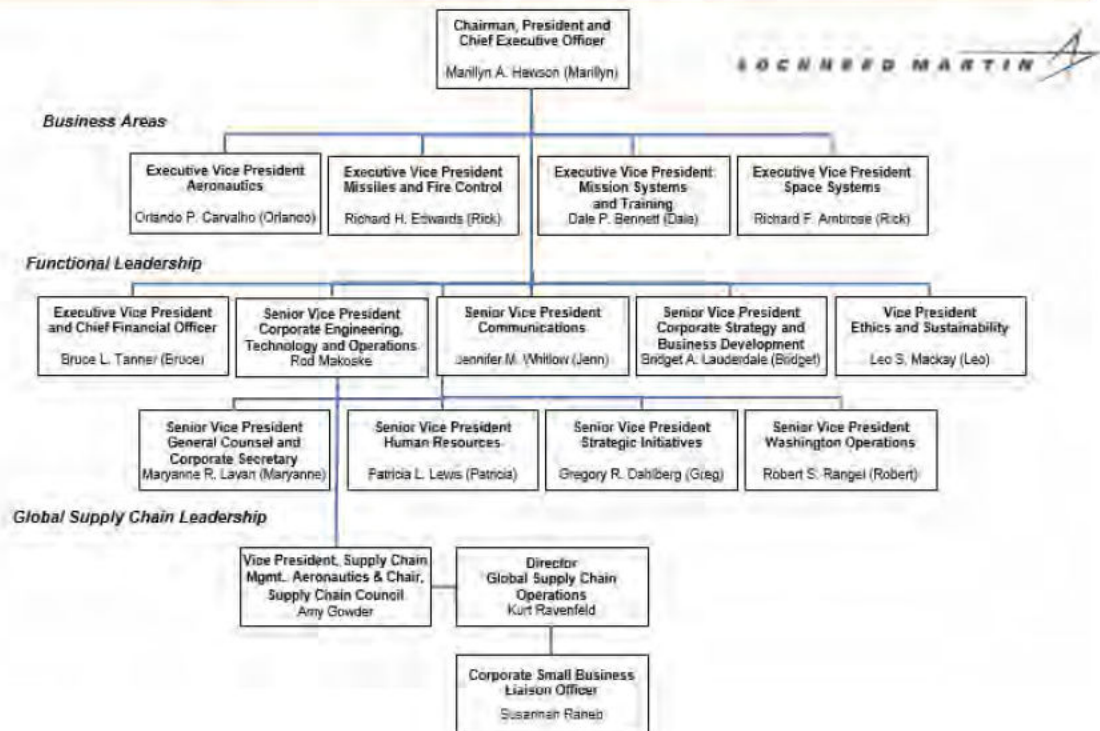 Chairman, President and
Chief Executive Officer
Marillyn A. Hewson (Marillyn)
LOCKHEED MARTIN
Business Areas
Executive Vice President
Aeronautics
Orlando P. Carvalho (Orlando)
Executive Vice President
Missiles and Fire Control
Richard H. Edwards (Rick)
Executive Vice President
Mission Systems
and Training
Dale P. Bennett (Dale)
Executive Vice President
Space Systems
Richard F. Ambrose (Rick)
Functional Leadership
Executive Vice President
and Chief Financial Officer
Bruce L. Tanner (Bruce)
Senior Vice President
Corporate Engineering,
Technology and Operations
Rod Makoske
Senior Vice President
Communications
Jennifer M. Whitlow (Jenn)
Senior Vice President
Corporate Strategy and
Business Development
Bridget A. Lauderdale (Bridget)
Vice President
Ethics and Sustainability
Leo S. Mackay (Leo)
Senior Vice President
General Counsel and
Corporate Secretary
Maryanne R. Lavan (Maryanne)
Senior Vice President
Human Resources
Patricia L. Lewis (Patricia)
Senior Vice President
Strategic Initiatives
Gregory R. Dahlberg (Greg)
Senior Vice President
Washington Operations
Robert S. Rangel (Robert)
Global Supply Chain Leadership
Vice President, Supply Chain
Mgmt. Aeronautics & Chair,
Supply Chain Council
Amy Gowder
Director
Global Supply Chain
Operations
Kurt Ravenfeld
Corporate Small Business
Liaison Officer
Susannah